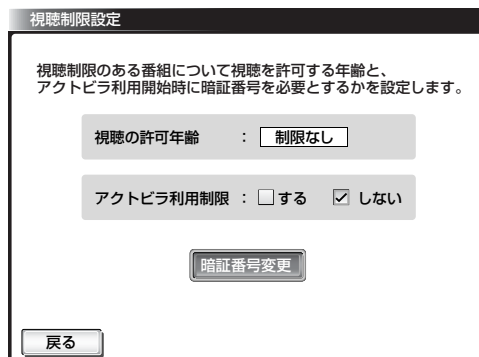 視聴制限設定
視聴制限のある番組について視聴を許可する年齢と、
アクトビラ利用開始時に暗証番号を必要とするかを設定します。
視聴の許可年齢 : 制限なし
アクトビラ利用制限 : する しない
暗証番号変更
戻る